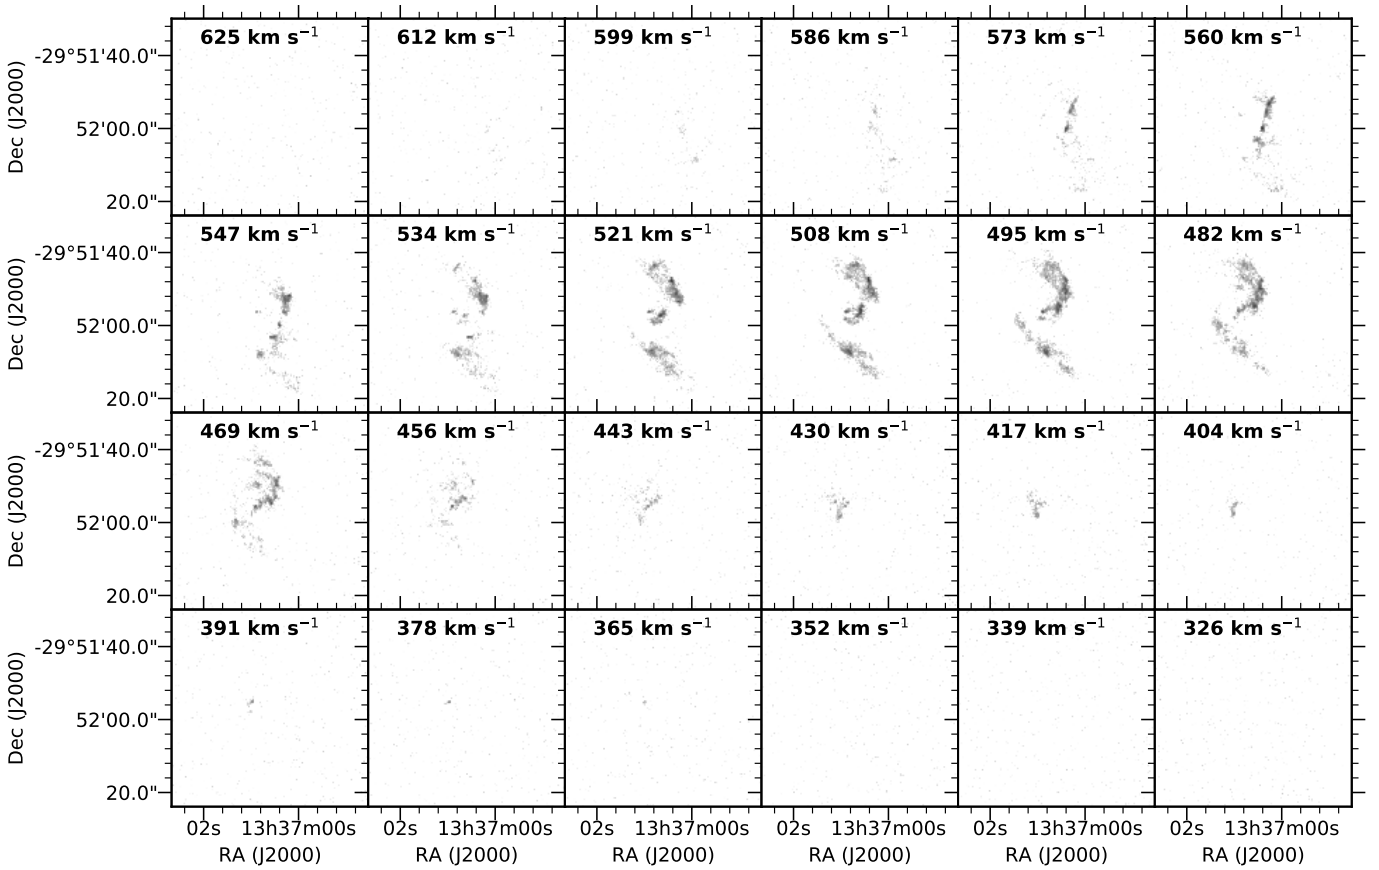 625 km s⁻¹ 612 km s⁻¹ 599 km s⁻¹ 586 km s⁻¹ 573 km s⁻¹ 560 km s⁻¹
-29°51'40.0"
52'00.0"
20.0"
Dec (J2000)
547 km s⁻¹ 534 km s⁻¹ 521 km s⁻¹ 508 km s⁻¹ 495 km s⁻¹ 482 km s⁻¹
-29°51'40.0"
52'00.0"
20.0"
Dec (J2000)
469 km s⁻¹ 456 km s⁻¹ 443 km s⁻¹ 430 km s⁻¹ 417 km s⁻¹ 404 km s⁻¹
-29°51'40.0"
52'00.0"
20.0"
Dec (J2000)
391 km s⁻¹ 378 km s⁻¹ 365 km s⁻¹ 352 km s⁻¹ 339 km s⁻¹ 326 km s⁻¹
-29°51'40.0"
52'00.0"
20.0"
Dec (J2000)
02s 13h37m00s 02s 13h37m00s 02s 13h37m00s 02s 13h37m00s 02s 13h37m00s 02s 13h37m00s
RA (J2000) RA (J2000) RA (J2000) RA (J2000) RA (J2000) RA (J2000)